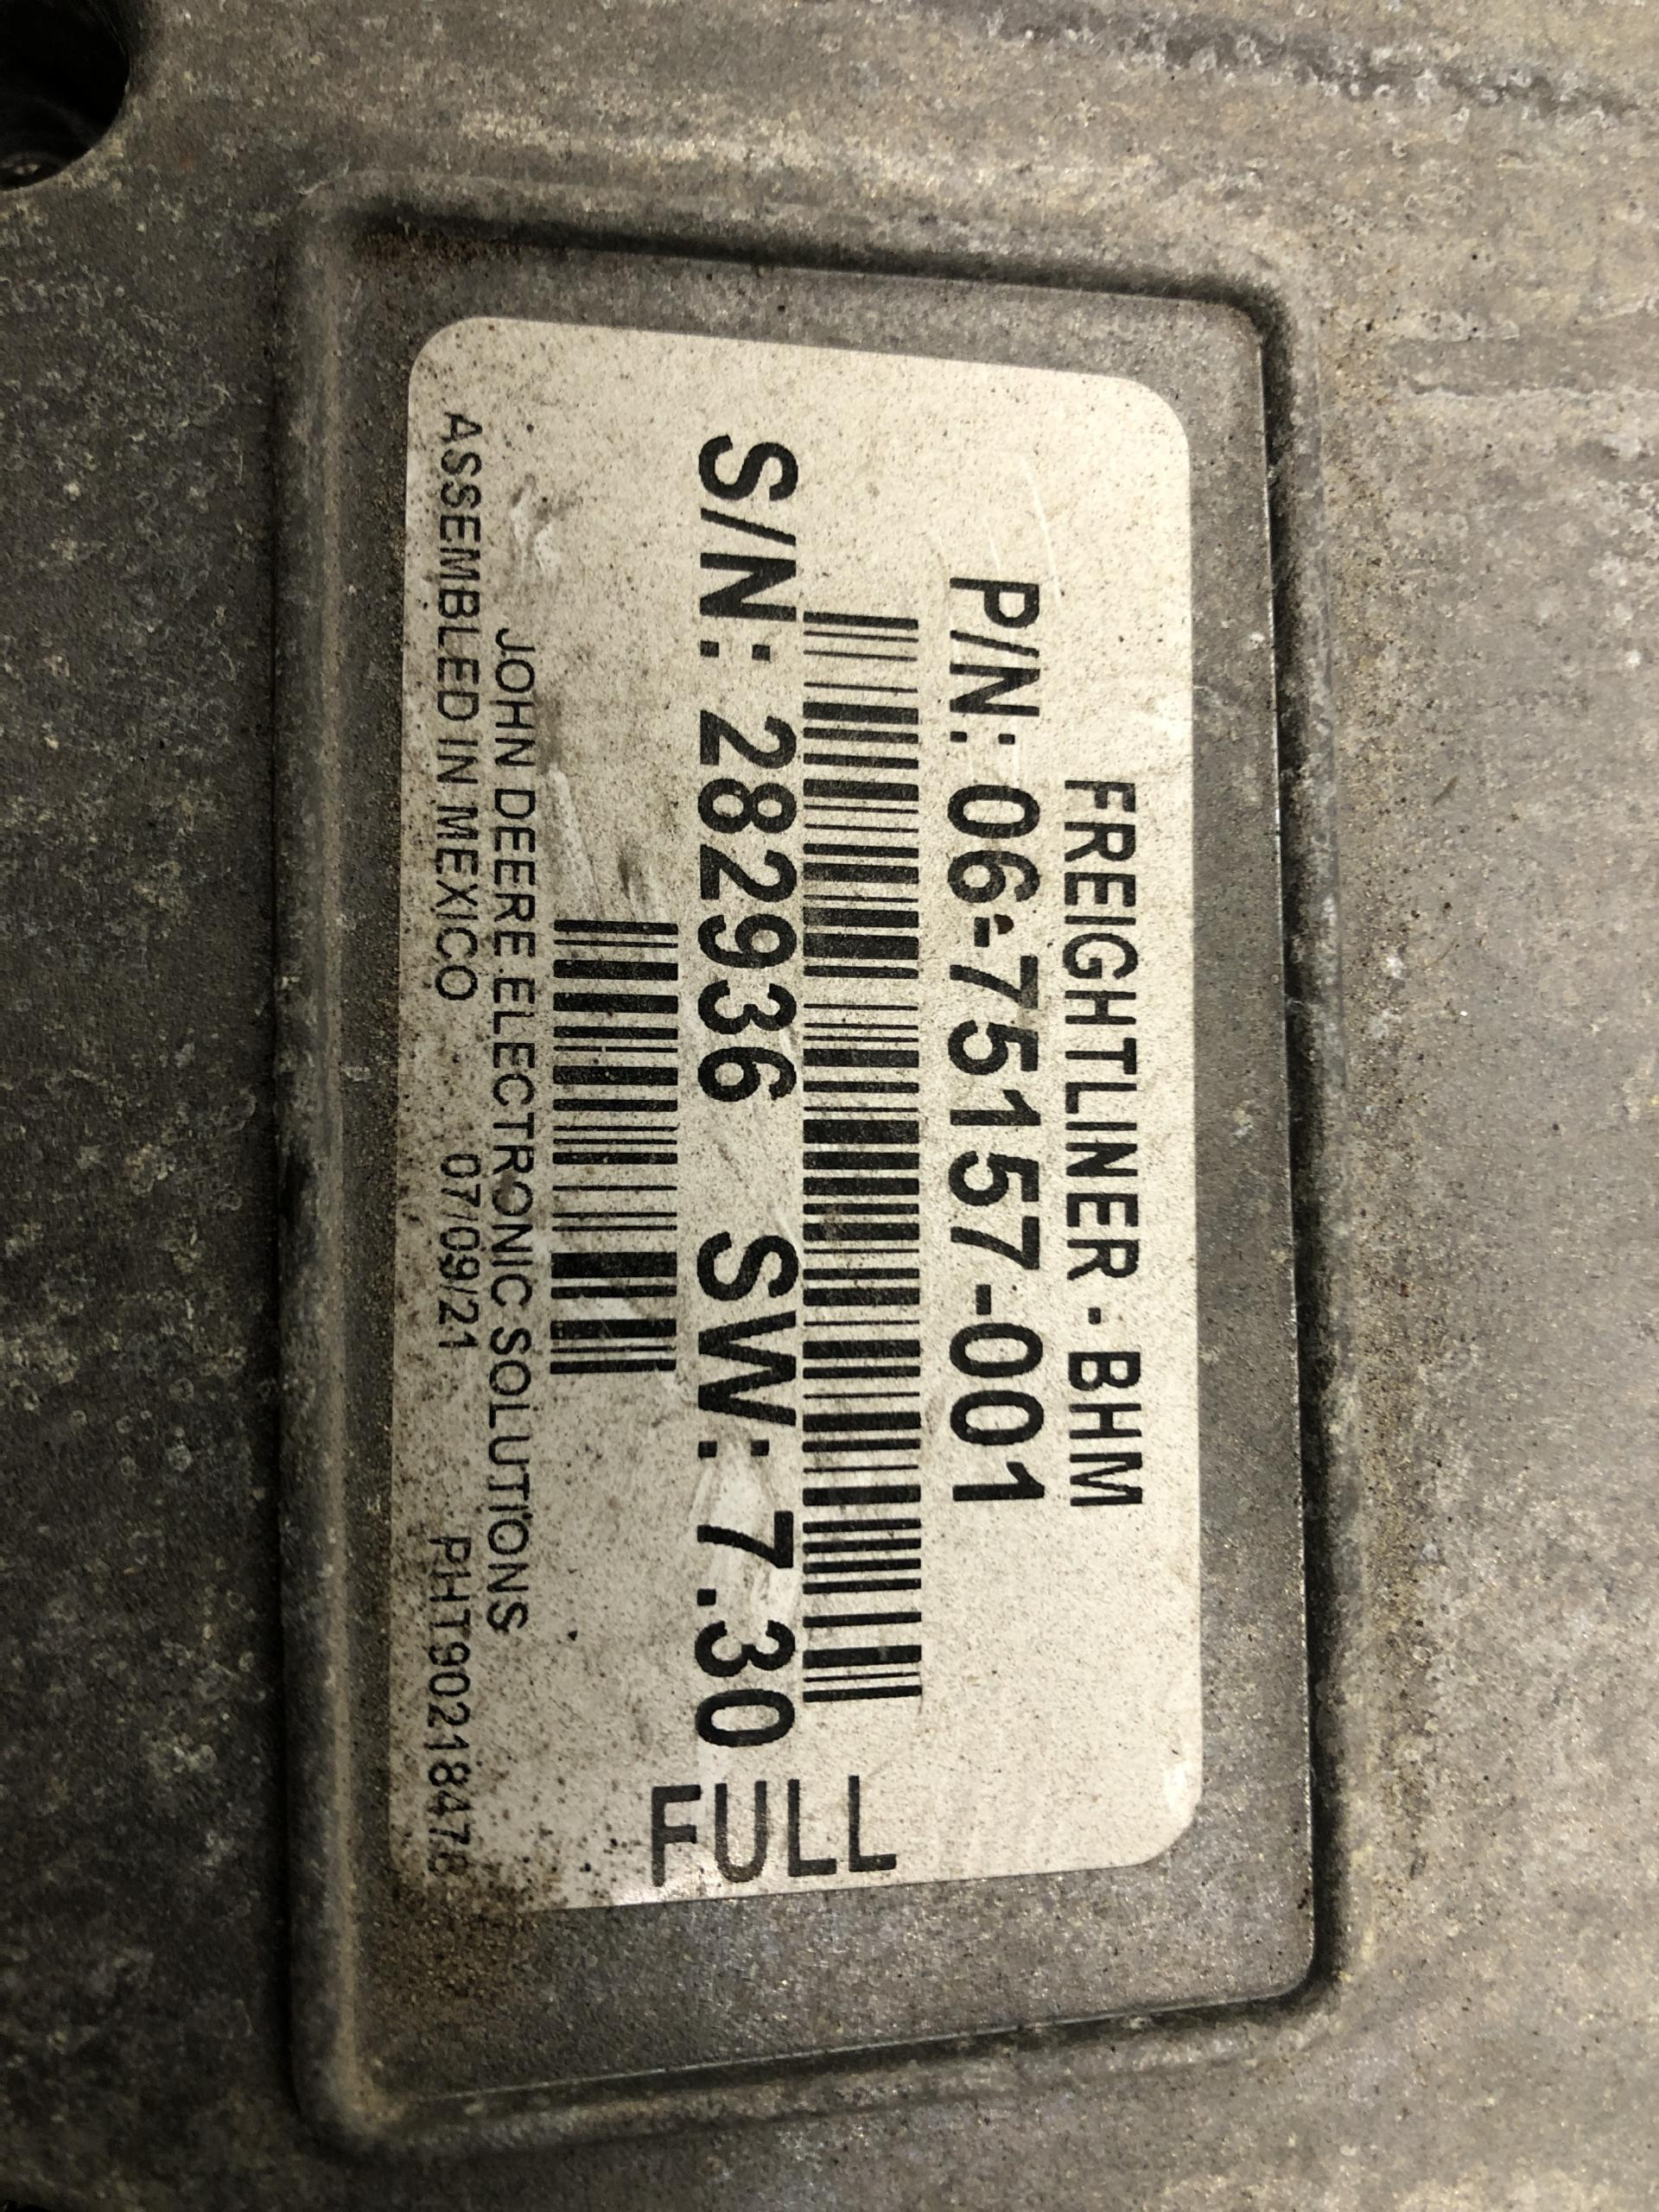 FREIGHTLINER - BHM
P/N: 06-75157-001
S/N: 282936 SW: 7.30
FULL
JOHN DEERE ELECTRONIC SOLUTIONS
ASSEMBLED IN MEXICO 07/09/21 PHT90218478